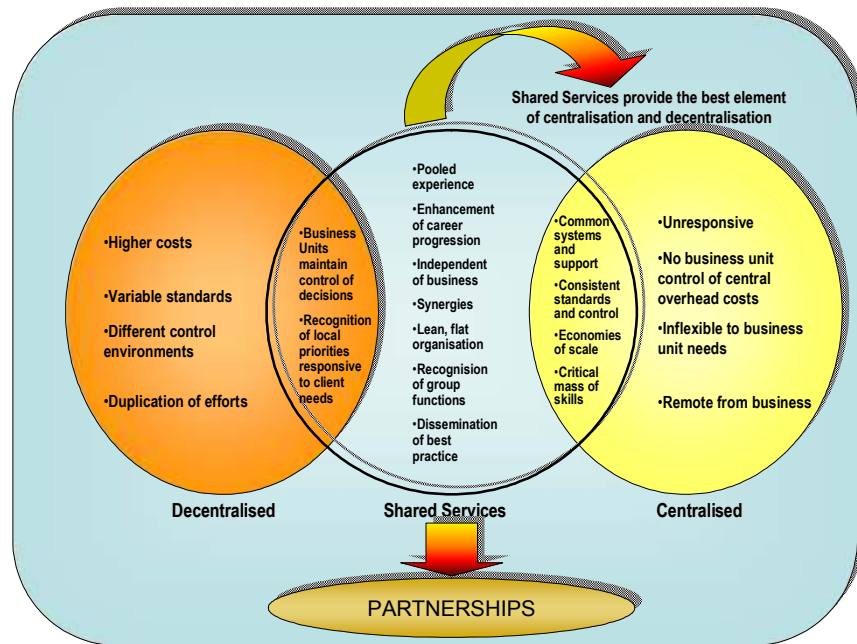 Shared Services provide the best element
of centralisation and decentralisation
•Higher costs
•Variable standards
•Different control
environments
•Duplication of efforts
•Business
Units
maintain
control of
decisions
•Recognition
of local
priorities
responsive
to client
needs
•Pooled
experience
•Enhancement
of career
progression
•Independent
of business
•Synergies
•Lean, flat
organisation
•Recognision
of group
functions
•Dissemination
of best
practice
•Common
systems
and
support
•Consistent
standards
and control
•Economies
of scale
•Critical
mass of
skills
•Unresponsive
•No business unit
control of central
overhead costs
•Inflexible to business
unit needs
•Remote from business
Decentralised
Shared Services
Centralised
PARTNERSHIPS